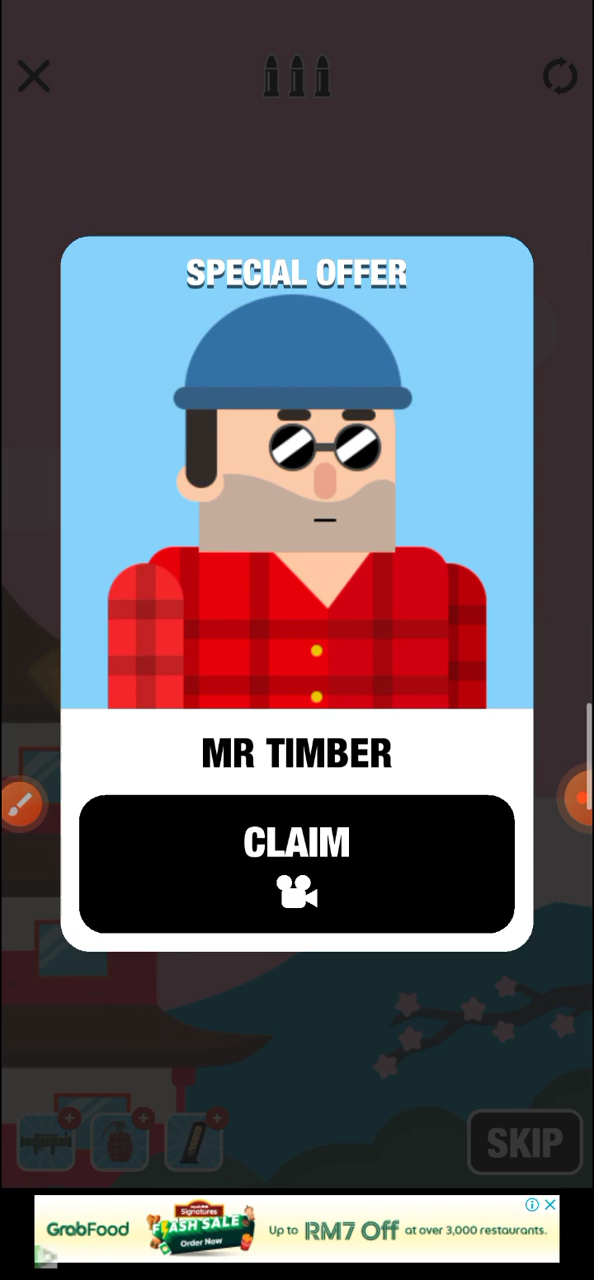 SPECIAL OFFER
MR TIMBER
CLAIM
SKIP
GrabFood
Signatures
FLASH SALE
Order Now
Up to RM7 Off at over 3,000 restaurants.